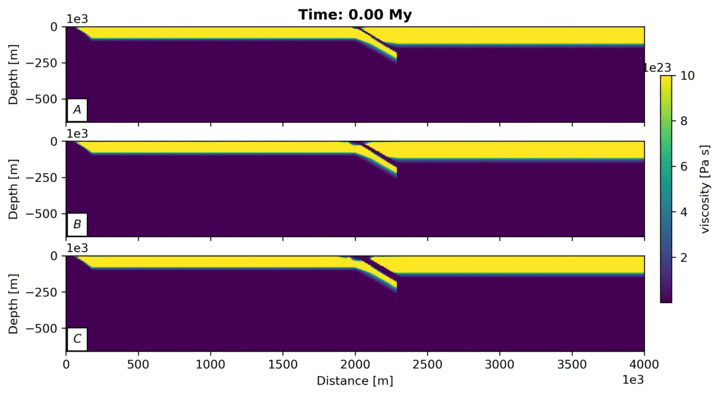 Time: 0.00 My
1e3
0
−250
−500
Depth [m]
A
1e3
0
−250
−500
Depth [m]
B
1e3
0
−250
−500
Depth [m]
C
0 500 1000 1500 2000 2500 3000 3500 4000
Distance [m]
1e3
1e23
10
8
6
4
2
viscosity [Pa s]